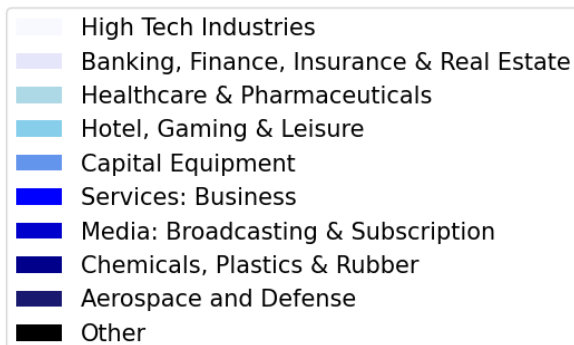 High Tech Industries
Banking, Finance, Insurance & Real Estate
Healthcare & Pharmaceuticals
Hotel, Gaming & Leisure
Capital Equipment
Services: Business
Media: Broadcasting & Subscription
Chemicals, Plastics & Rubber
Aerospace and Defense
Other